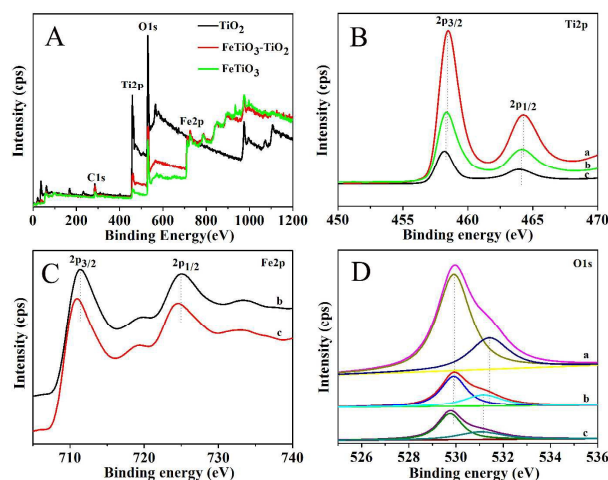 A
O1s
TiO2
FeTiO3-TiO2
FeTiO3
Ti2p
Fe2p
C1s
Intensity (cps)
0 200 400 600 800 1000 1200
Binding Energy(eV)
B
Ti2p
2p3/2
2p1/2
a
b
c
Intensity (cps)
450 455 460 465 470
Binding Energy (eV)
C
Fe2p
2p3/2
2p1/2
b
c
Intensity (cps)
710 720 730 740
Binding energy (eV)
D
O1s
a
b
c
Intensity (cps)
526 528 530 532 534 536
Binding energy (eV)